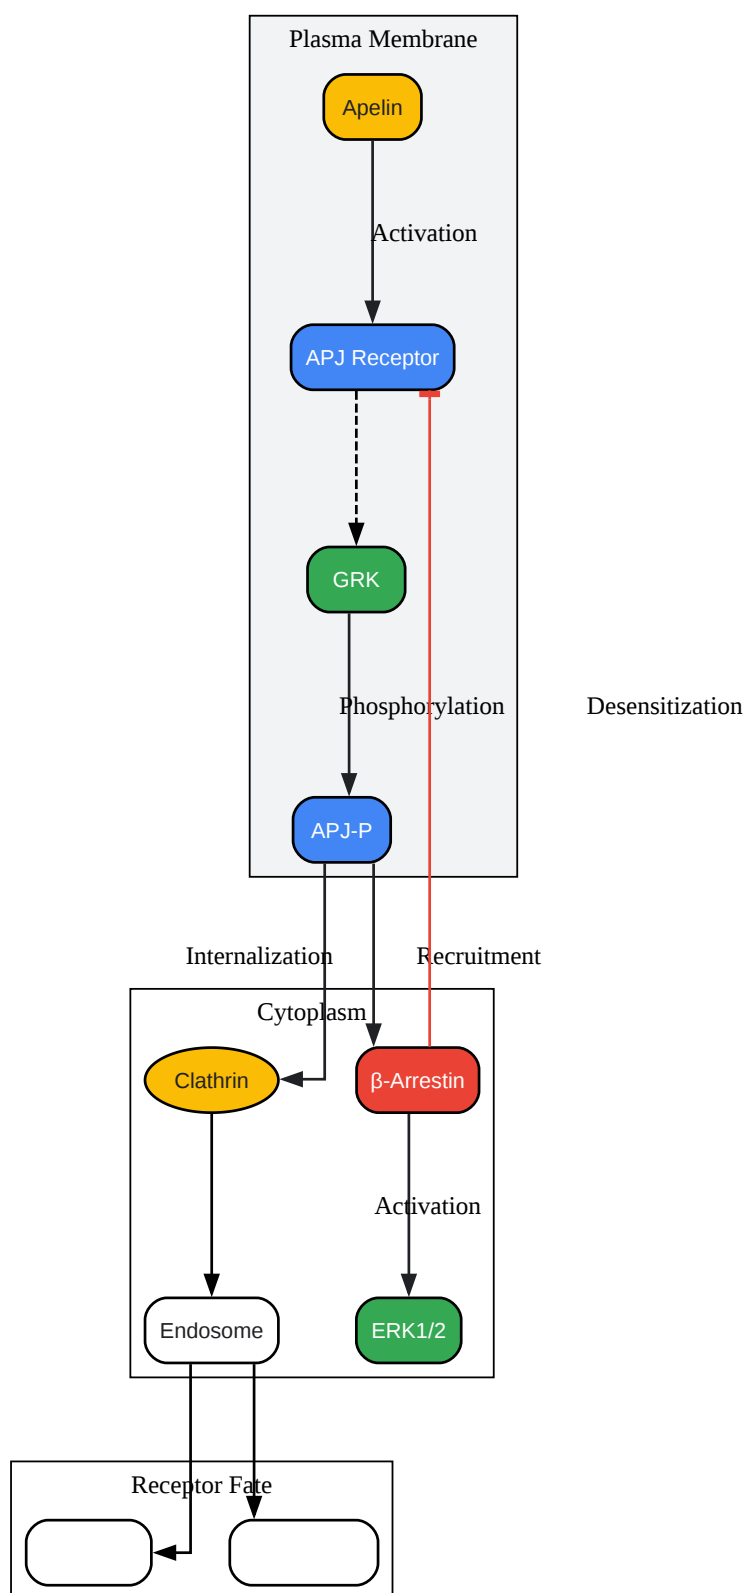 Plasma Membrane
Apelin
Activation
APJ Receptor
GRK
Phosphorylation
Desensitization
APJ-P
Internalization
Recruitment
Cytoplasm
Clathrin
β-Arrestin
Activation
Endosome
ERK1/2
Receptor Fate